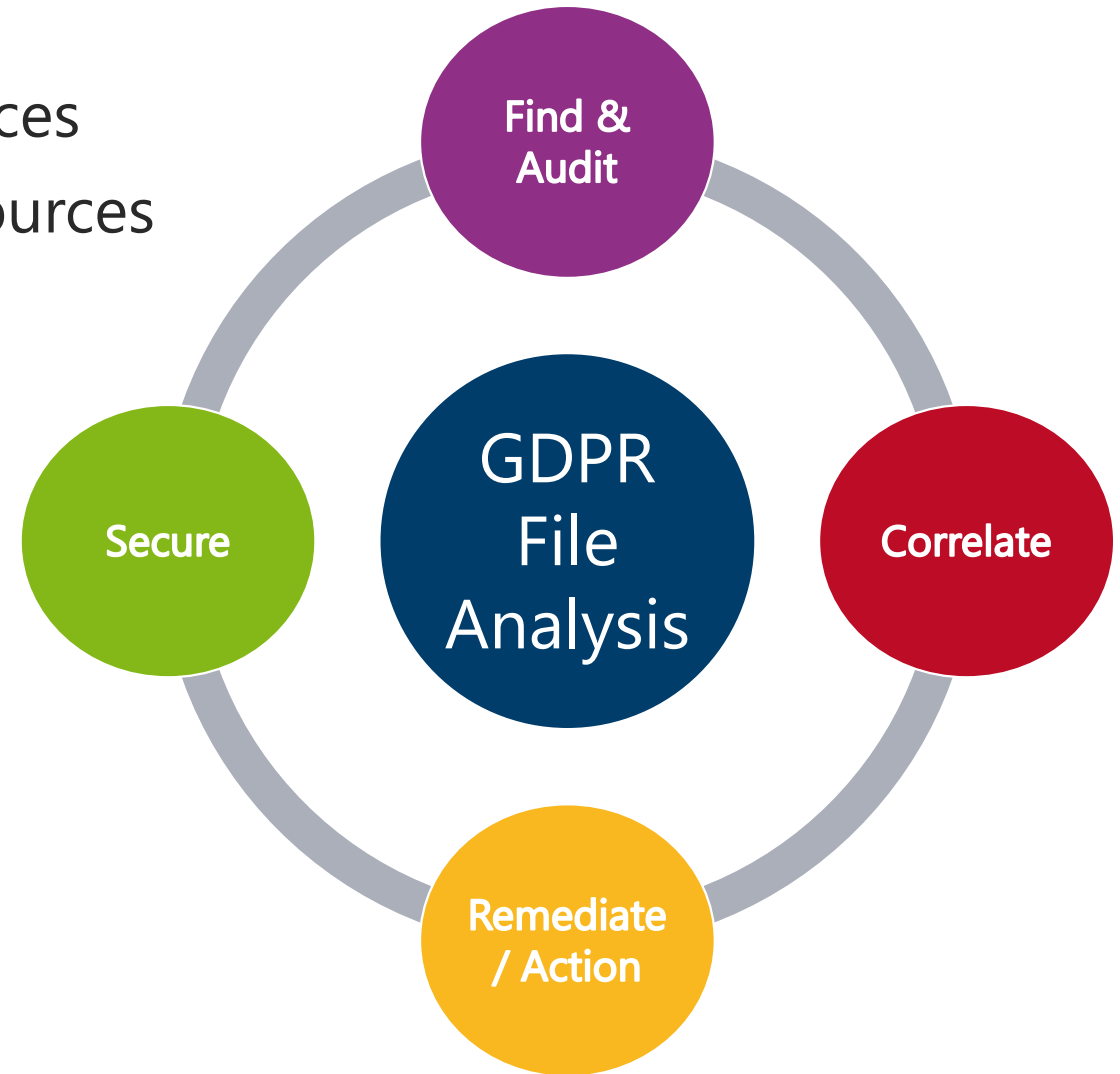 ces
ources
Find &
Audit
GDPR
File
Analysis
Secure
Correlate
Remediate
/ Action